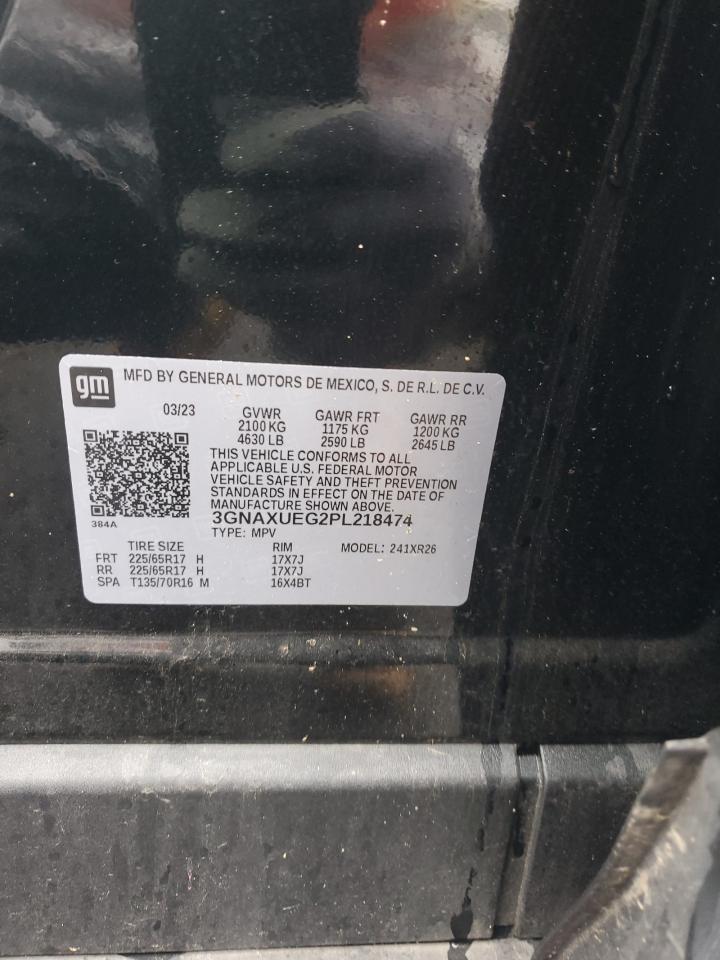 gm
MFD BY GENERAL MOTORS DE MEXICO, S. DE R.L. DE C.V.
03/23 GVWR GAWR FRT GAWR RR
2100 KG 1175 KG 1200 KG
4630 LB 2590 LB 2645 LB
THIS VEHICLE CONFORMS TO ALL
APPLICABLE U.S. FEDERAL MOTOR
VEHICLE SAFETY AND THEFT PREVENTION
STANDARDS IN EFFECT ON THE DATE OF
MANUFACTURE SHOWN ABOVE.
384A
3GNAXUEG2PL218474
TYPE: MPV
TIRE SIZE RIM MODEL: 241XR26
FRT 225/65R17 H 17X7J
RR 225/65R17 H 17X7J
SPA T135/70R16 M 16X4BT